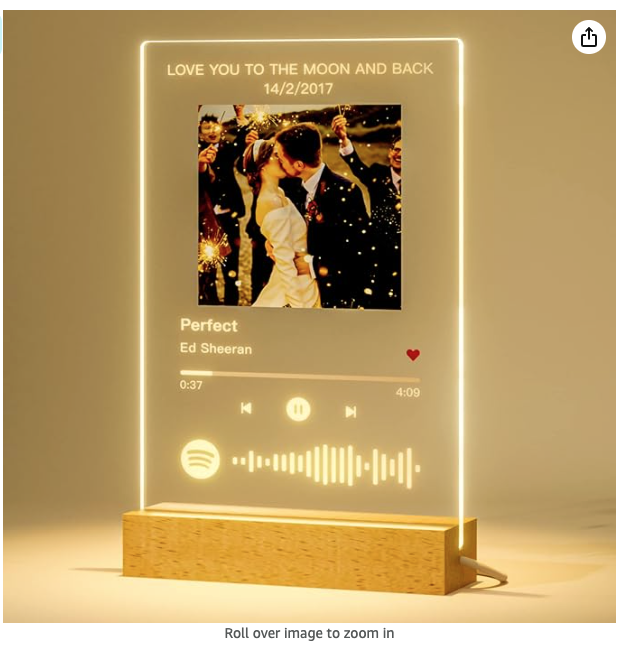 LOVE YOU TO THE MOON AND BACK
14/2/2017
Perfect
Ed Sheeran
0:37
4:09
Roll over image to zoom in